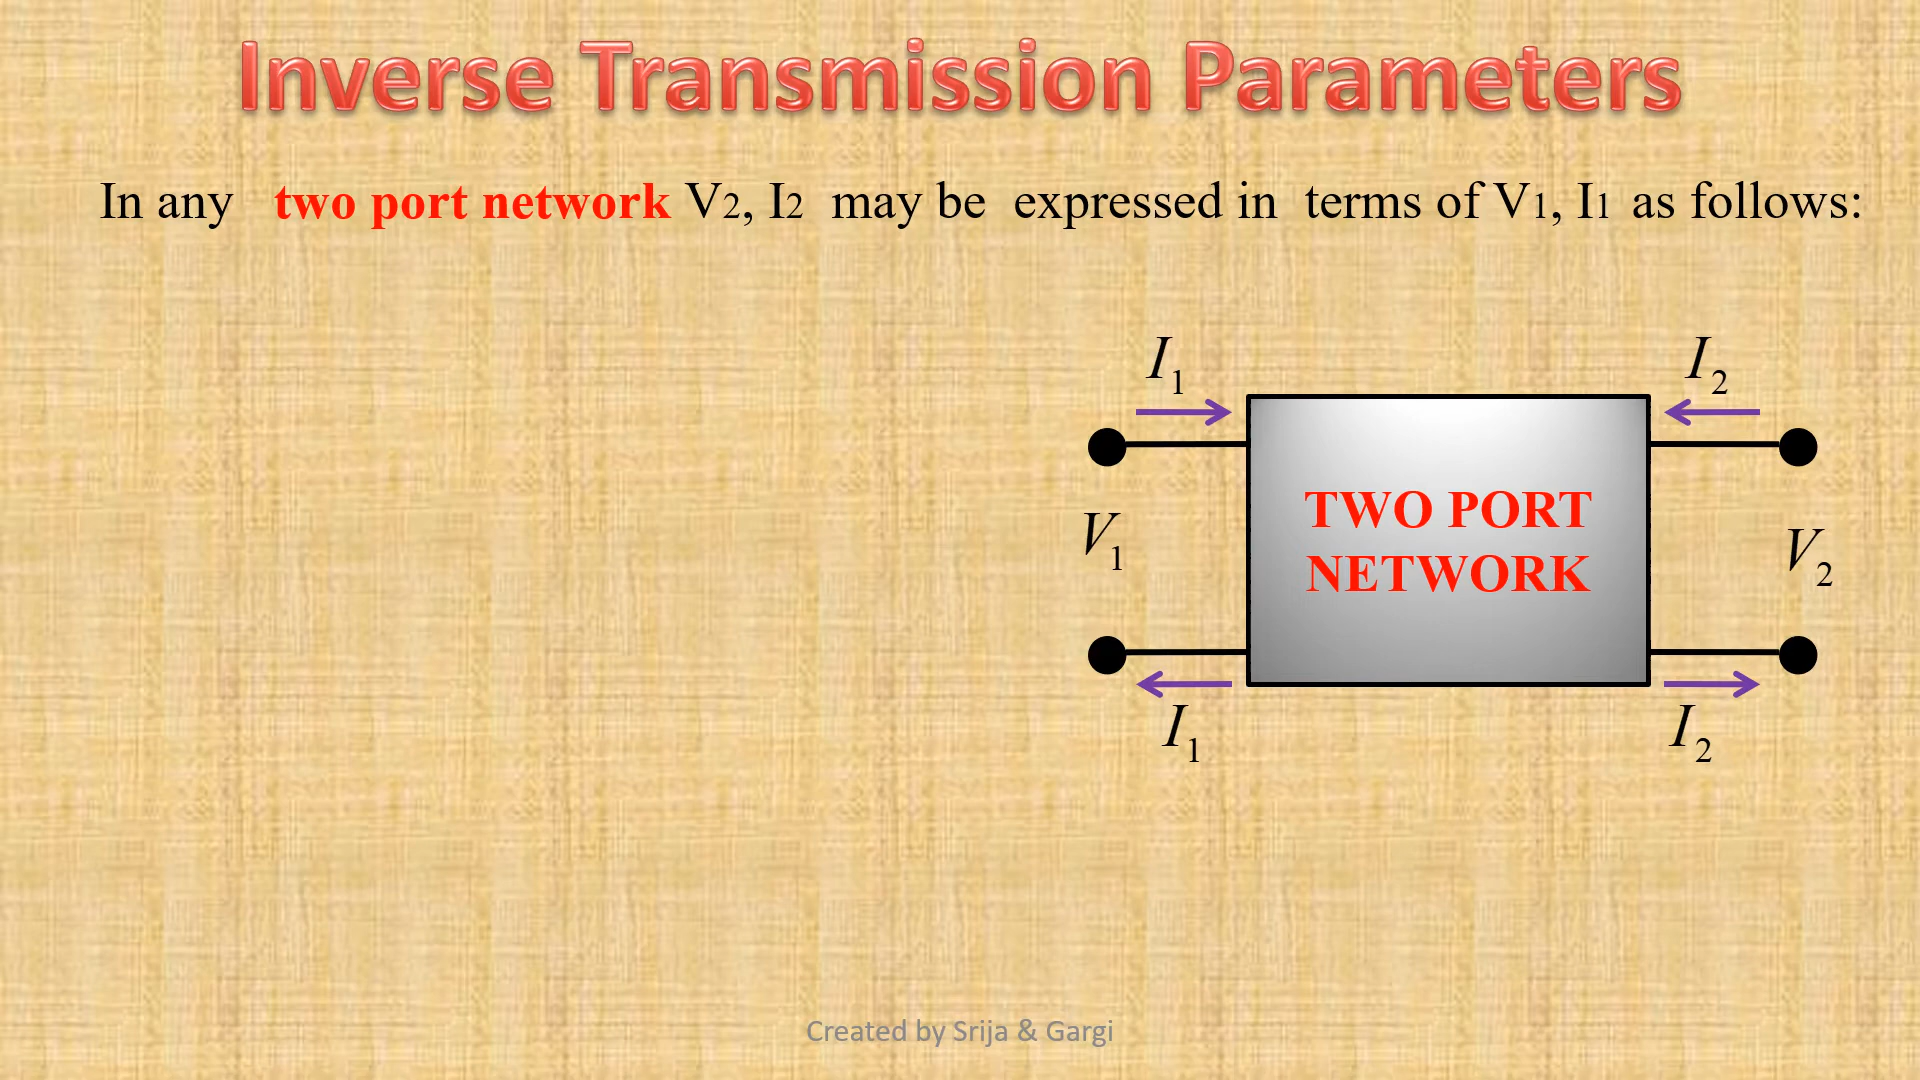 Inverse Transmission Parameters
In any two port network V2, I2 may be expressed in terms of V1, I1 as follows:
I1
I2
V1
TWO PORT
NETWORK
V2
I1
I2
Created by Srija & Gargi